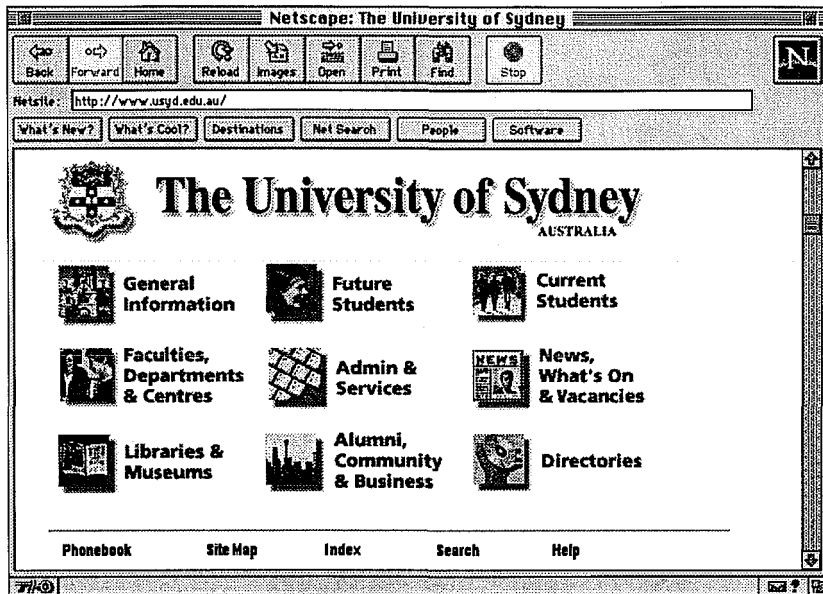 Netscape: The University of Sydney
Back Forward Home Reload Images Open Print Find Stop
N
Netsite: http://www.usyd.edu.au/
What's New? What's Cool? Destinations Net Search People Software
The University of Sydney
AUSTRALIA
General
Information
Future
Students
Current
Students
Faculties,
Departments
& Centres
Admin &
Services
NEWS
News,
What's On
& Vacancies
Libraries &
Museums
Alumni,
Community
& Business
Directories
Phonebook Site Map Index Search Help